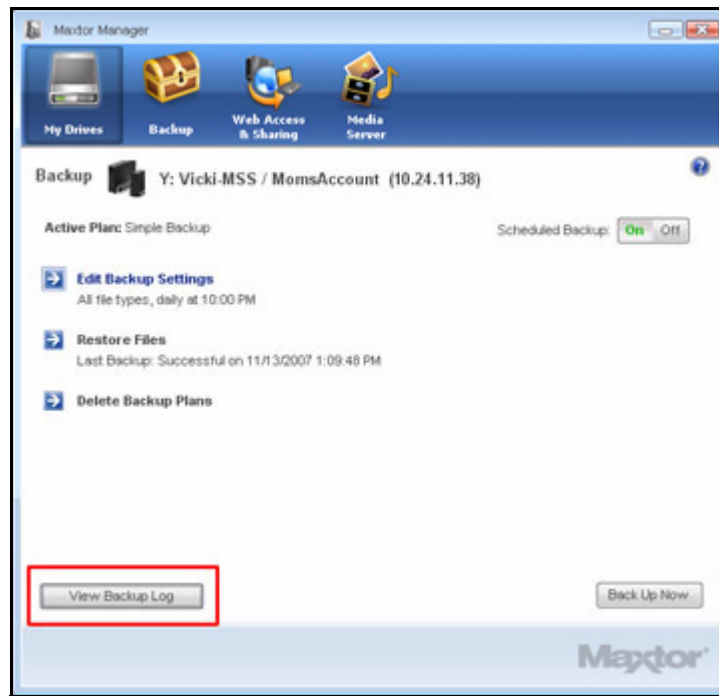 Maxtor Manager
My Drives
Backup
Web Access
& Sharing
Media
Server
Backup Y: Vicki-MSS / MomsAccount (10.24.11.38)
Active Plan: Simple Backup
Scheduled Backup: On Off
Edit Backup Settings
All file types, daily at 10:00 PM
Restore Files
Last Backup: Successful on 11/13/2007 1:09:48 PM
Delete Backup Plans
View Backup Log
Back Up Now
Maxtor